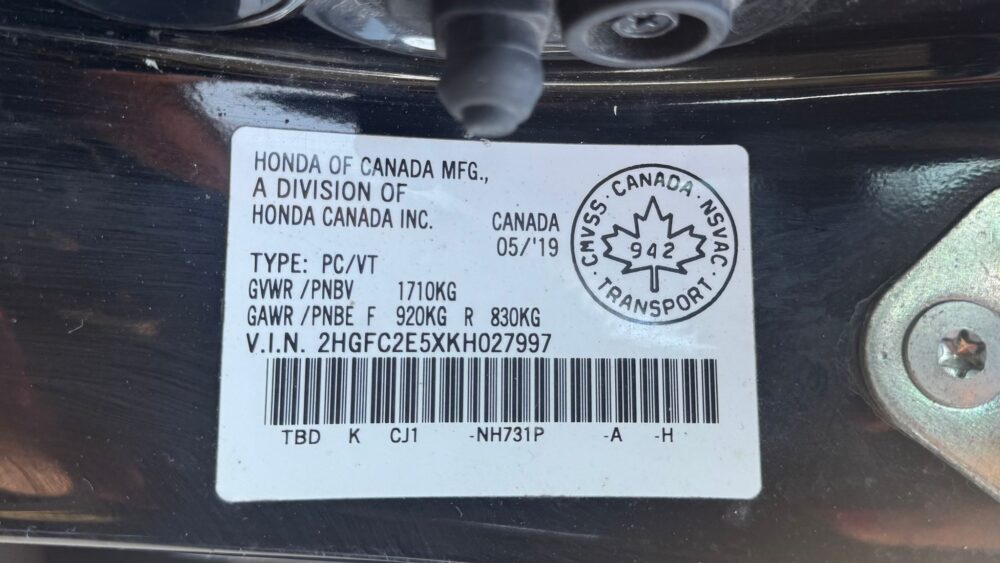 HONDA OF CANADA MFG.,
A DIVISION OF
HONDA CANADA INC.
CANADA
05/'19
CMVSS · CANADA · NSVAC · TRANSPORT ·
942
TYPE: PC/VT
GVWR /PNBV 1710KG
GAWR /PNBE F 920KG R 830KG
V.I.N. 2HGFC2E5XKH027997
TBD K CJ1 -NH731P -A -H